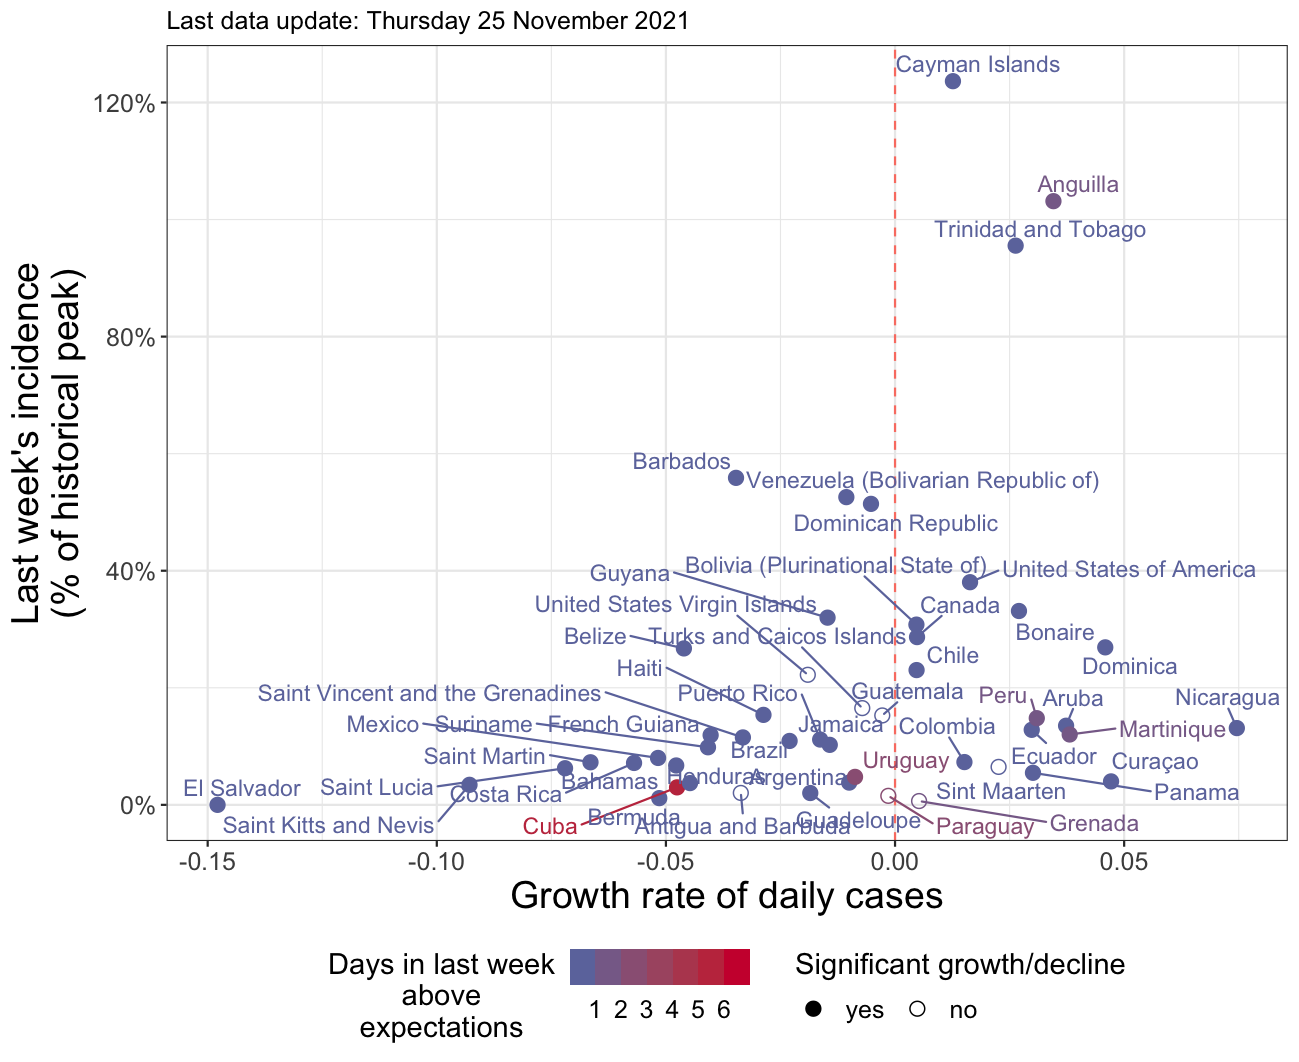 Last data update: Thursday 25 November 2021
Last week's incidence
(% of historical peak)
120%
80%
40%
0%
Cayman Islands
Anguilla
Trinidad and Tobago
Barbados
Venezuela (Bolivarian Republic of)
Dominican Republic
Bolivia (Plurinational State of)
United States of America
Guyana
United States Virgin Islands
Canada
Belize
Turks and Caicos Islands
Bonaire
Chile
Dominica
Haiti
Saint Vincent and the Grenadines
Puerto Rico
Guatemala
Peru
Aruba
Nicaragua
Mexico
Suriname
French Guiana
Jamaica
Colombia
Martinique
Saint Martin
Brazil
Uruguay
Ecuador
Curaçao
El Salvador
Saint Lucia
Costa Rica
Bahamas
Honduras
Argentina
Sint Maarten
Panama
Saint Kitts and Nevis
Cuba
Bermuda
Antigua and Barbuda
Guadeloupe
Paraguay
Grenada
-0.15
-0.10
-0.05
0.00
0.05
Growth rate of daily cases
Days in last week
above
expectations
1 2 3 4 5 6
Significant growth/decline
yes
no